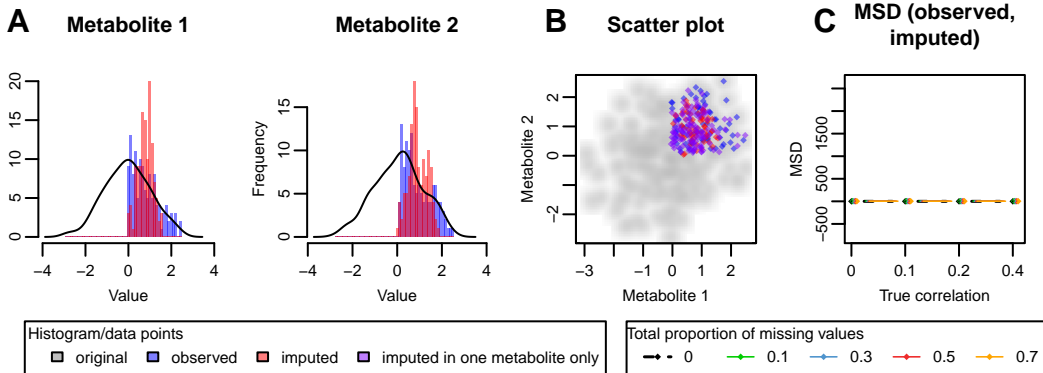 A
Metabolite 1
Metabolite 2
B
Scatter plot
C
MSD (observed,
imputed)
20
15
10
5
0
−4
−2
0
2
4
Value
Frequency
15
10
5
0
−4
−2
0
2
4
Value
Metabolite 2
2
1
0
−2
−3
−1
0
1
2
Metabolite 1
MSD
1500
500
−500
0
0.1
0.2
0.4
True correlation
Histogram/data points
original observed imputed imputed in one metabolite only
Total proportion of missing values
0 0.1 0.3 0.5 0.7